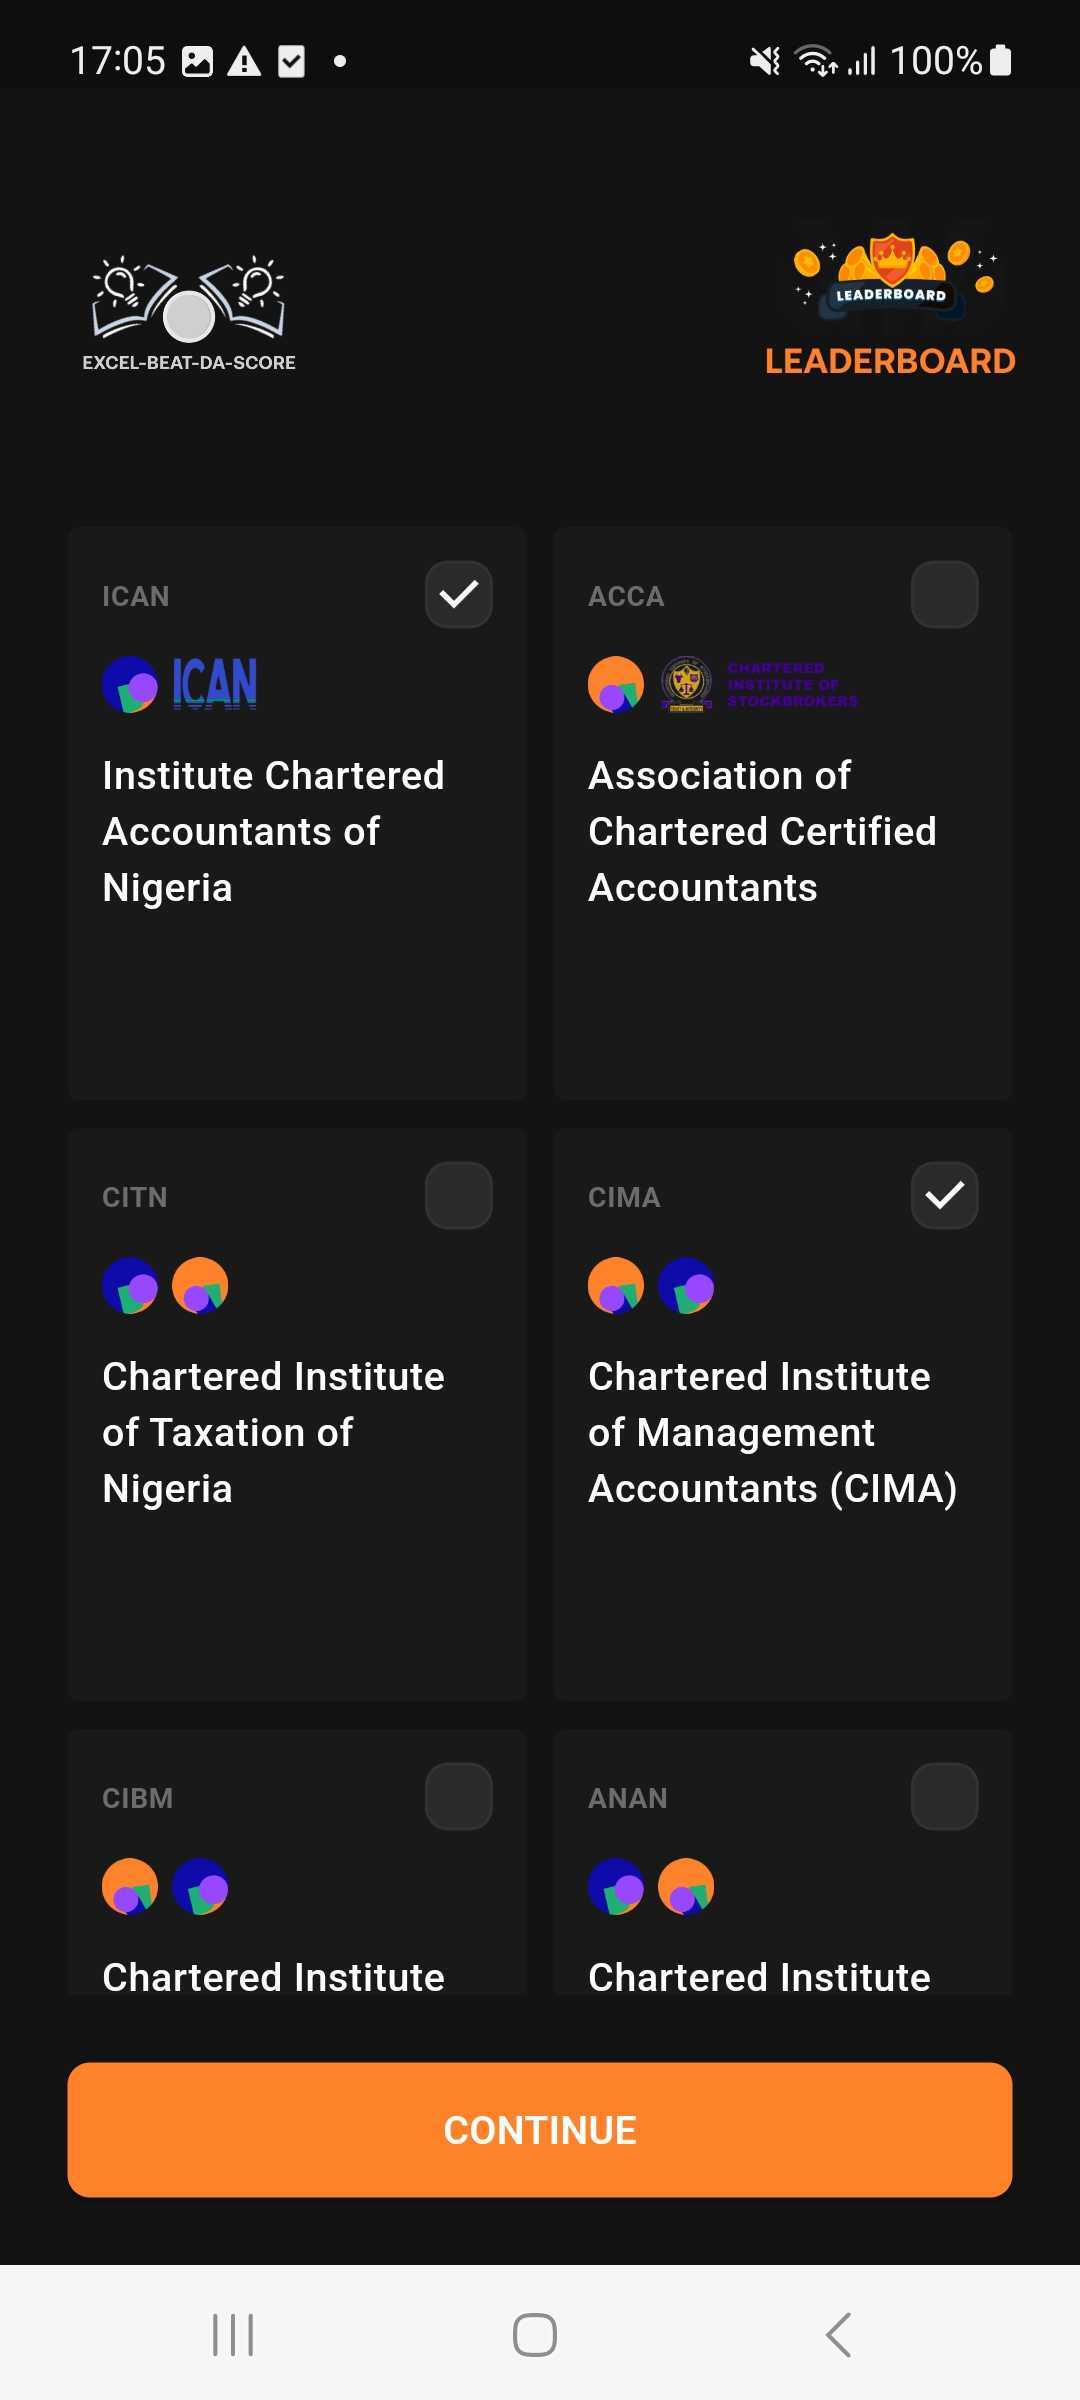 17:05
100%
EXCEL-BEAT-DA-SCORE
LEADERBOARD
LEADERBOARD
ICAN
ICAN
Institute Chartered
Accountants of
Nigeria
ACCA
CHARTERED
INSTITUTE OF
STOCKBROKERS
Association of
Chartered Certified
Accountants
CITN
Chartered Institute
of Taxation of
Nigeria
CIMA
Chartered Institute
of Management
Accountants (CIMA)
CIBM
Chartered Institute
ANAN
Chartered Institute
CONTINUE